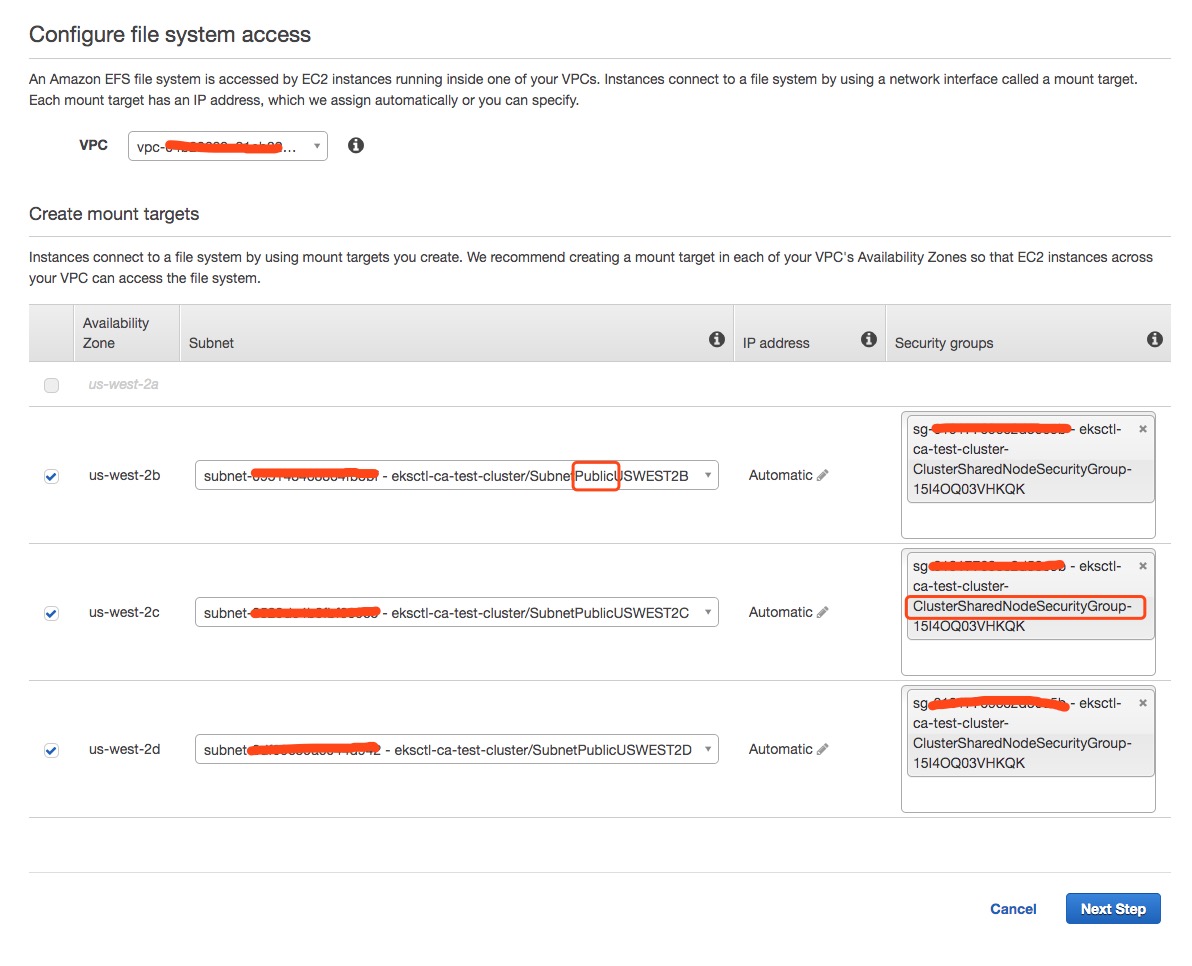 Configure file system access
An Amazon EFS file system is accessed by EC2 instances running inside one of your VPCs. Instances connect to a file system by using a network interface called a mount target.
Each mount target has an IP address, which we assign automatically or you can specify.
VPC vpc- ...
Create mount targets
Instances connect to a file system by using mount targets you create. We recommend creating a mount target in each of your VPC's Availability Zones so that EC2 instances across
your VPC can access the file system.
Availability
Zone
Subnet
IP address
Security groups
us-west-2a
us-west-2b
subnet- - eksctl-ca-test-cluster/SubnetPublicUSWEST2B
Automatic
sg- - eksctl-
ca-test-cluster-
ClusterSharedNodeSecurityGroup-
15I4OQ03VHKQK
us-west-2c
subnet- - eksctl-ca-test-cluster/SubnetPublicUSWEST2C
Automatic
sg- - eksctl-
ca-test-cluster-
ClusterSharedNodeSecurityGroup-
15I4OQ03VHKQK
us-west-2d
subnet- - eksctl-ca-test-cluster/SubnetPublicUSWEST2D
Automatic
sg- - eksctl-
ca-test-cluster-
ClusterSharedNodeSecurityGroup-
15I4OQ03VHKQK
Cancel
Next Step